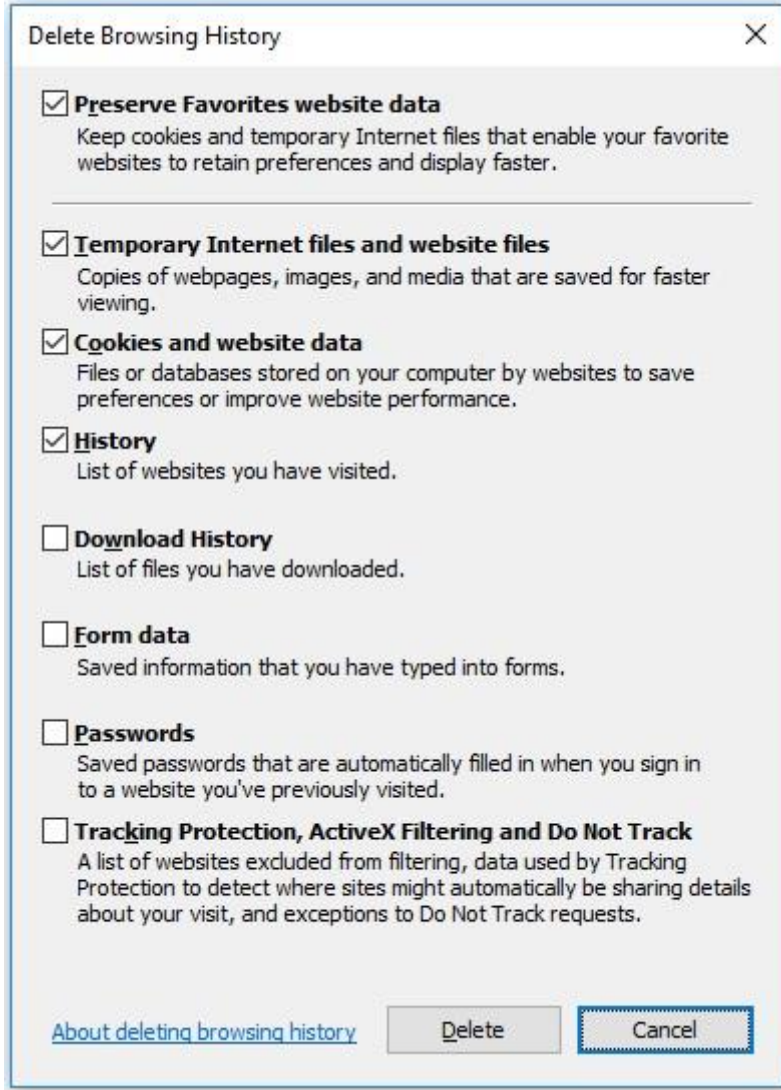 Delete Browsing History
Preserve Favorites website data
Keep cookies and temporary Internet files that enable your favorite
websites to retain preferences and display faster.
Temporary Internet files and website files
Copies of webpages, images, and media that are saved for faster
viewing.
Cookies and website data
Files or databases stored on your computer by websites to save
preferences or improve website performance.
History
List of websites you have visited.
Download History
List of files you have downloaded.
Form data
Saved information that you have typed into forms.
Passwords
Saved passwords that are automatically filled in when you sign in
to a website you've previously visited.
Tracking Protection, ActiveX Filtering and Do Not Track
A list of websites excluded from filtering, data used by Tracking
Protection to detect where sites might automatically be sharing details
about your visit, and exceptions to Do Not Track requests.
About deleting browsing history Delete Cancel